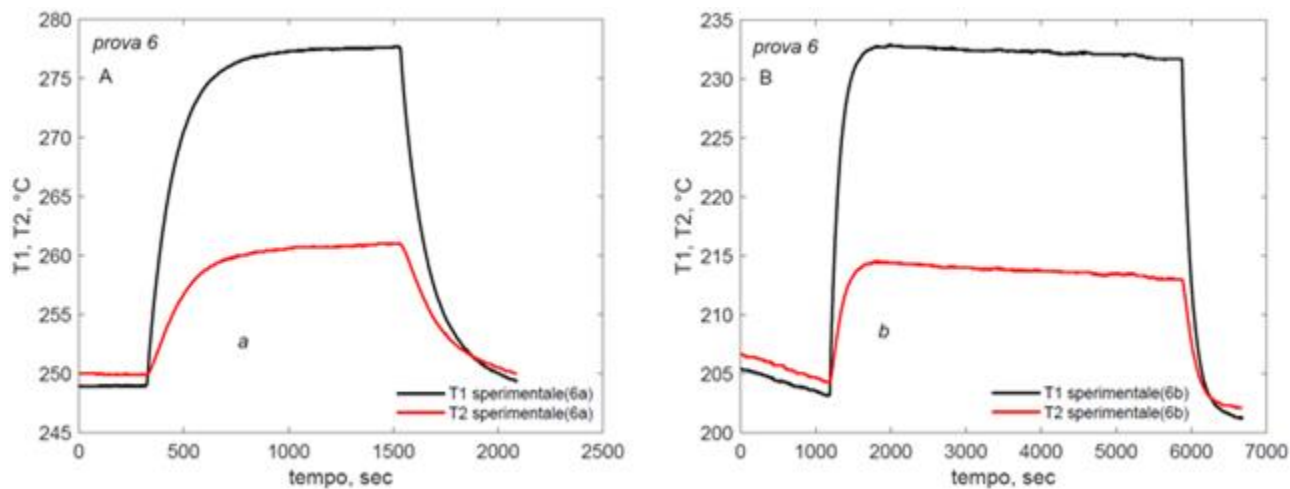 280
275
270
265
260
255
250
245
T1, T2, °C
prova 6
A
a
T1 sperimentale(6a)
T2 sperimentale(6a)
0
500
1000
1500
2000
2500
tempo, sec
235
230
225
220
215
210
205
200
T1, T2, °C
prova 6
B
b
T1 sperimentale(6b)
T2 sperimentale(6b)
0
1000
2000
3000
4000
5000
6000
7000
tempo, sec